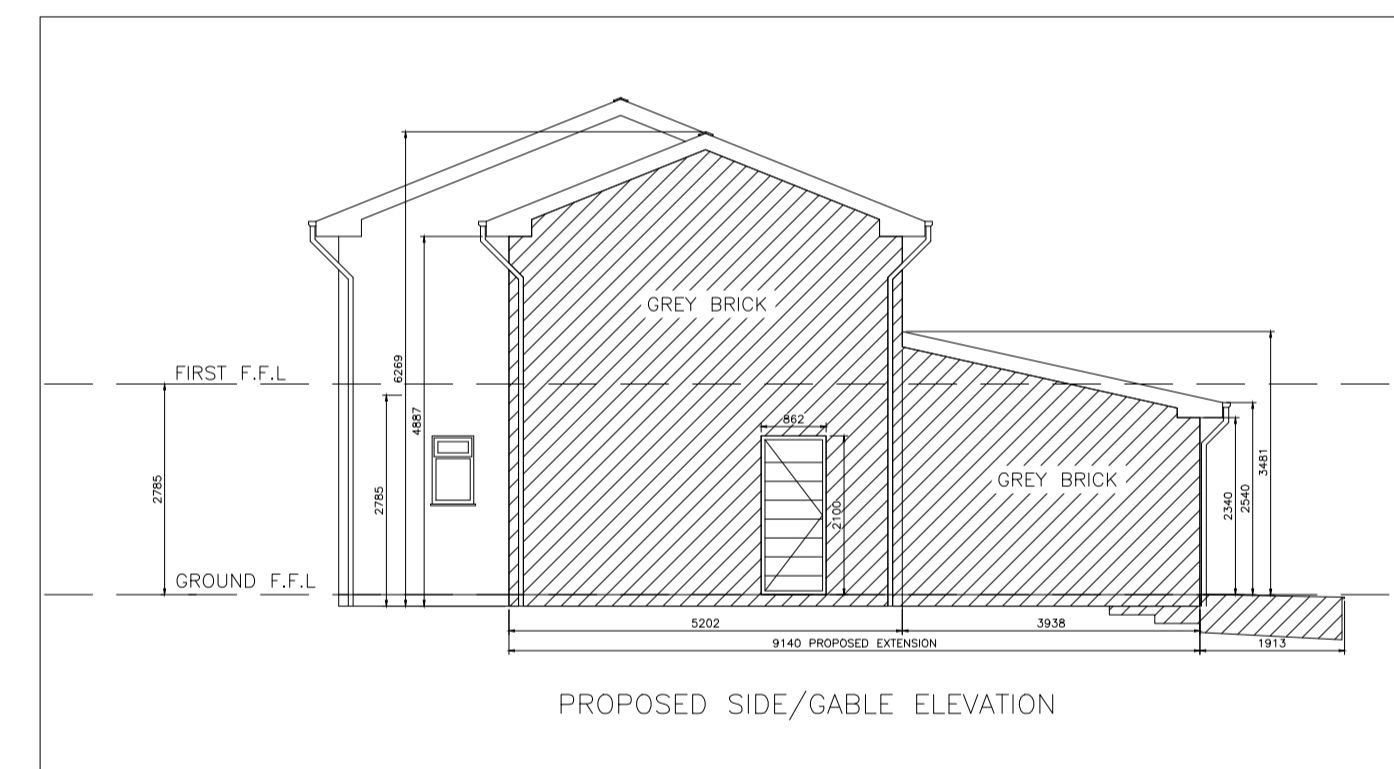 GREY BRICK
FIRST F.F.L
6269
4887
862
3481
GREY BRICK
2785
2785
2100
2340
2540
GROUND F.F.L
5202
3938
9140 PROPOSED EXTENSION
1913
PROPOSED SIDE/GABLE ELEVATION